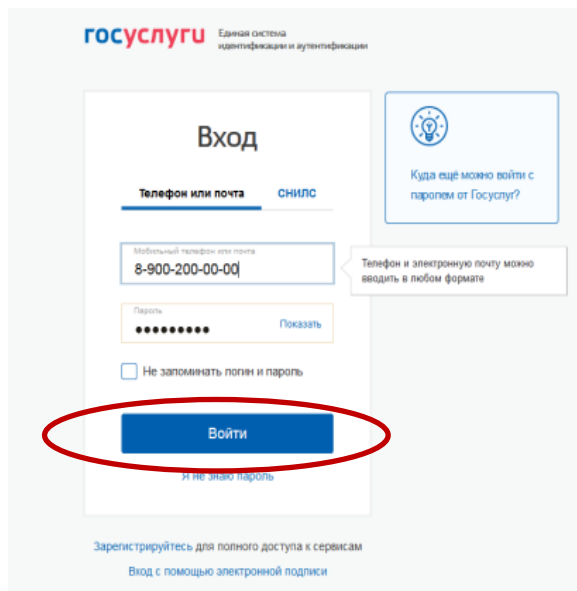 госуслуги
Единая система
идентификации и аутентификации
Вход
Телефон или почта
СНИЛС
Мобильный телефон или почта
8-900-200-00-00
Телефон и электронную почту можно
вводить в любом формате
Пароль
•••••••••
Показать
Не запоминать логин и пароль
Войти
Я не знаю пароль
Куда ещё можно войти с
паролем от Госуслуг?
Зарегистрируйтесь для полного доступа к сервисам
Вход с помощью электронной подписи